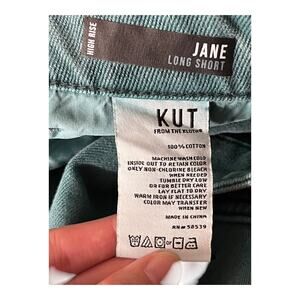 HIGH RISE
JANE
LONG SHORT
KUT
FROM THE KLOTH®
100% COTTON
MACHINE WASH COLD
INSIDE OUT TO RETAIN COLOR
ONLY NON-CHLORINE BLEACH
WHEN NEEDED
TUMBLE DRY LOW
OR FOR BETTER CARE
LAY FLAT TO DRY
WARM IRON IF NECESSARY
COLOR MAY TRANSFER
WHEN NEW
MADE IN CHINA
RN# 58539